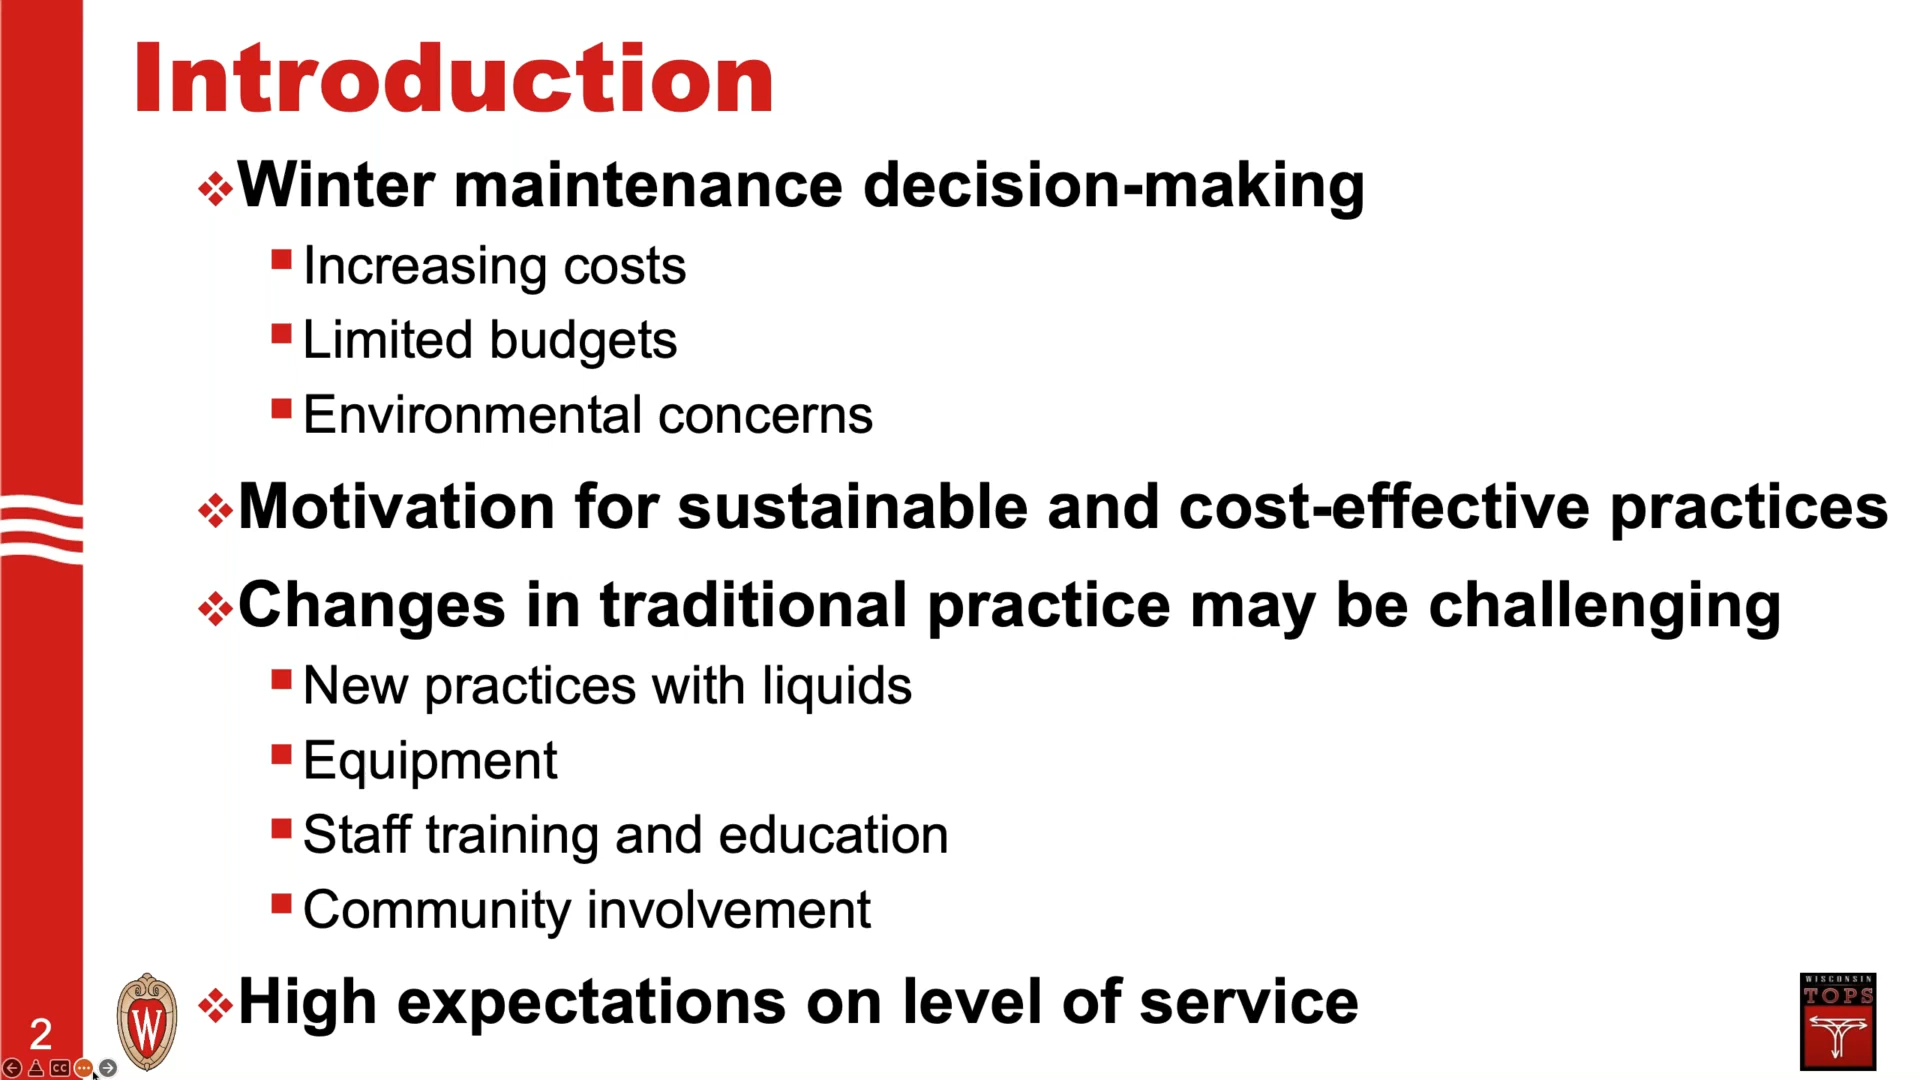 Introduction
Winter maintenance decision-making
Increasing costs
Limited budgets
Environmental concerns
Motivation for sustainable and cost-effective practices
Changes in traditional practice may be challenging
New practices with liquids
Equipment
Staff training and education
Community involvement
High expectations on level of service
2
W
WISCONSIN
TOPS
CC